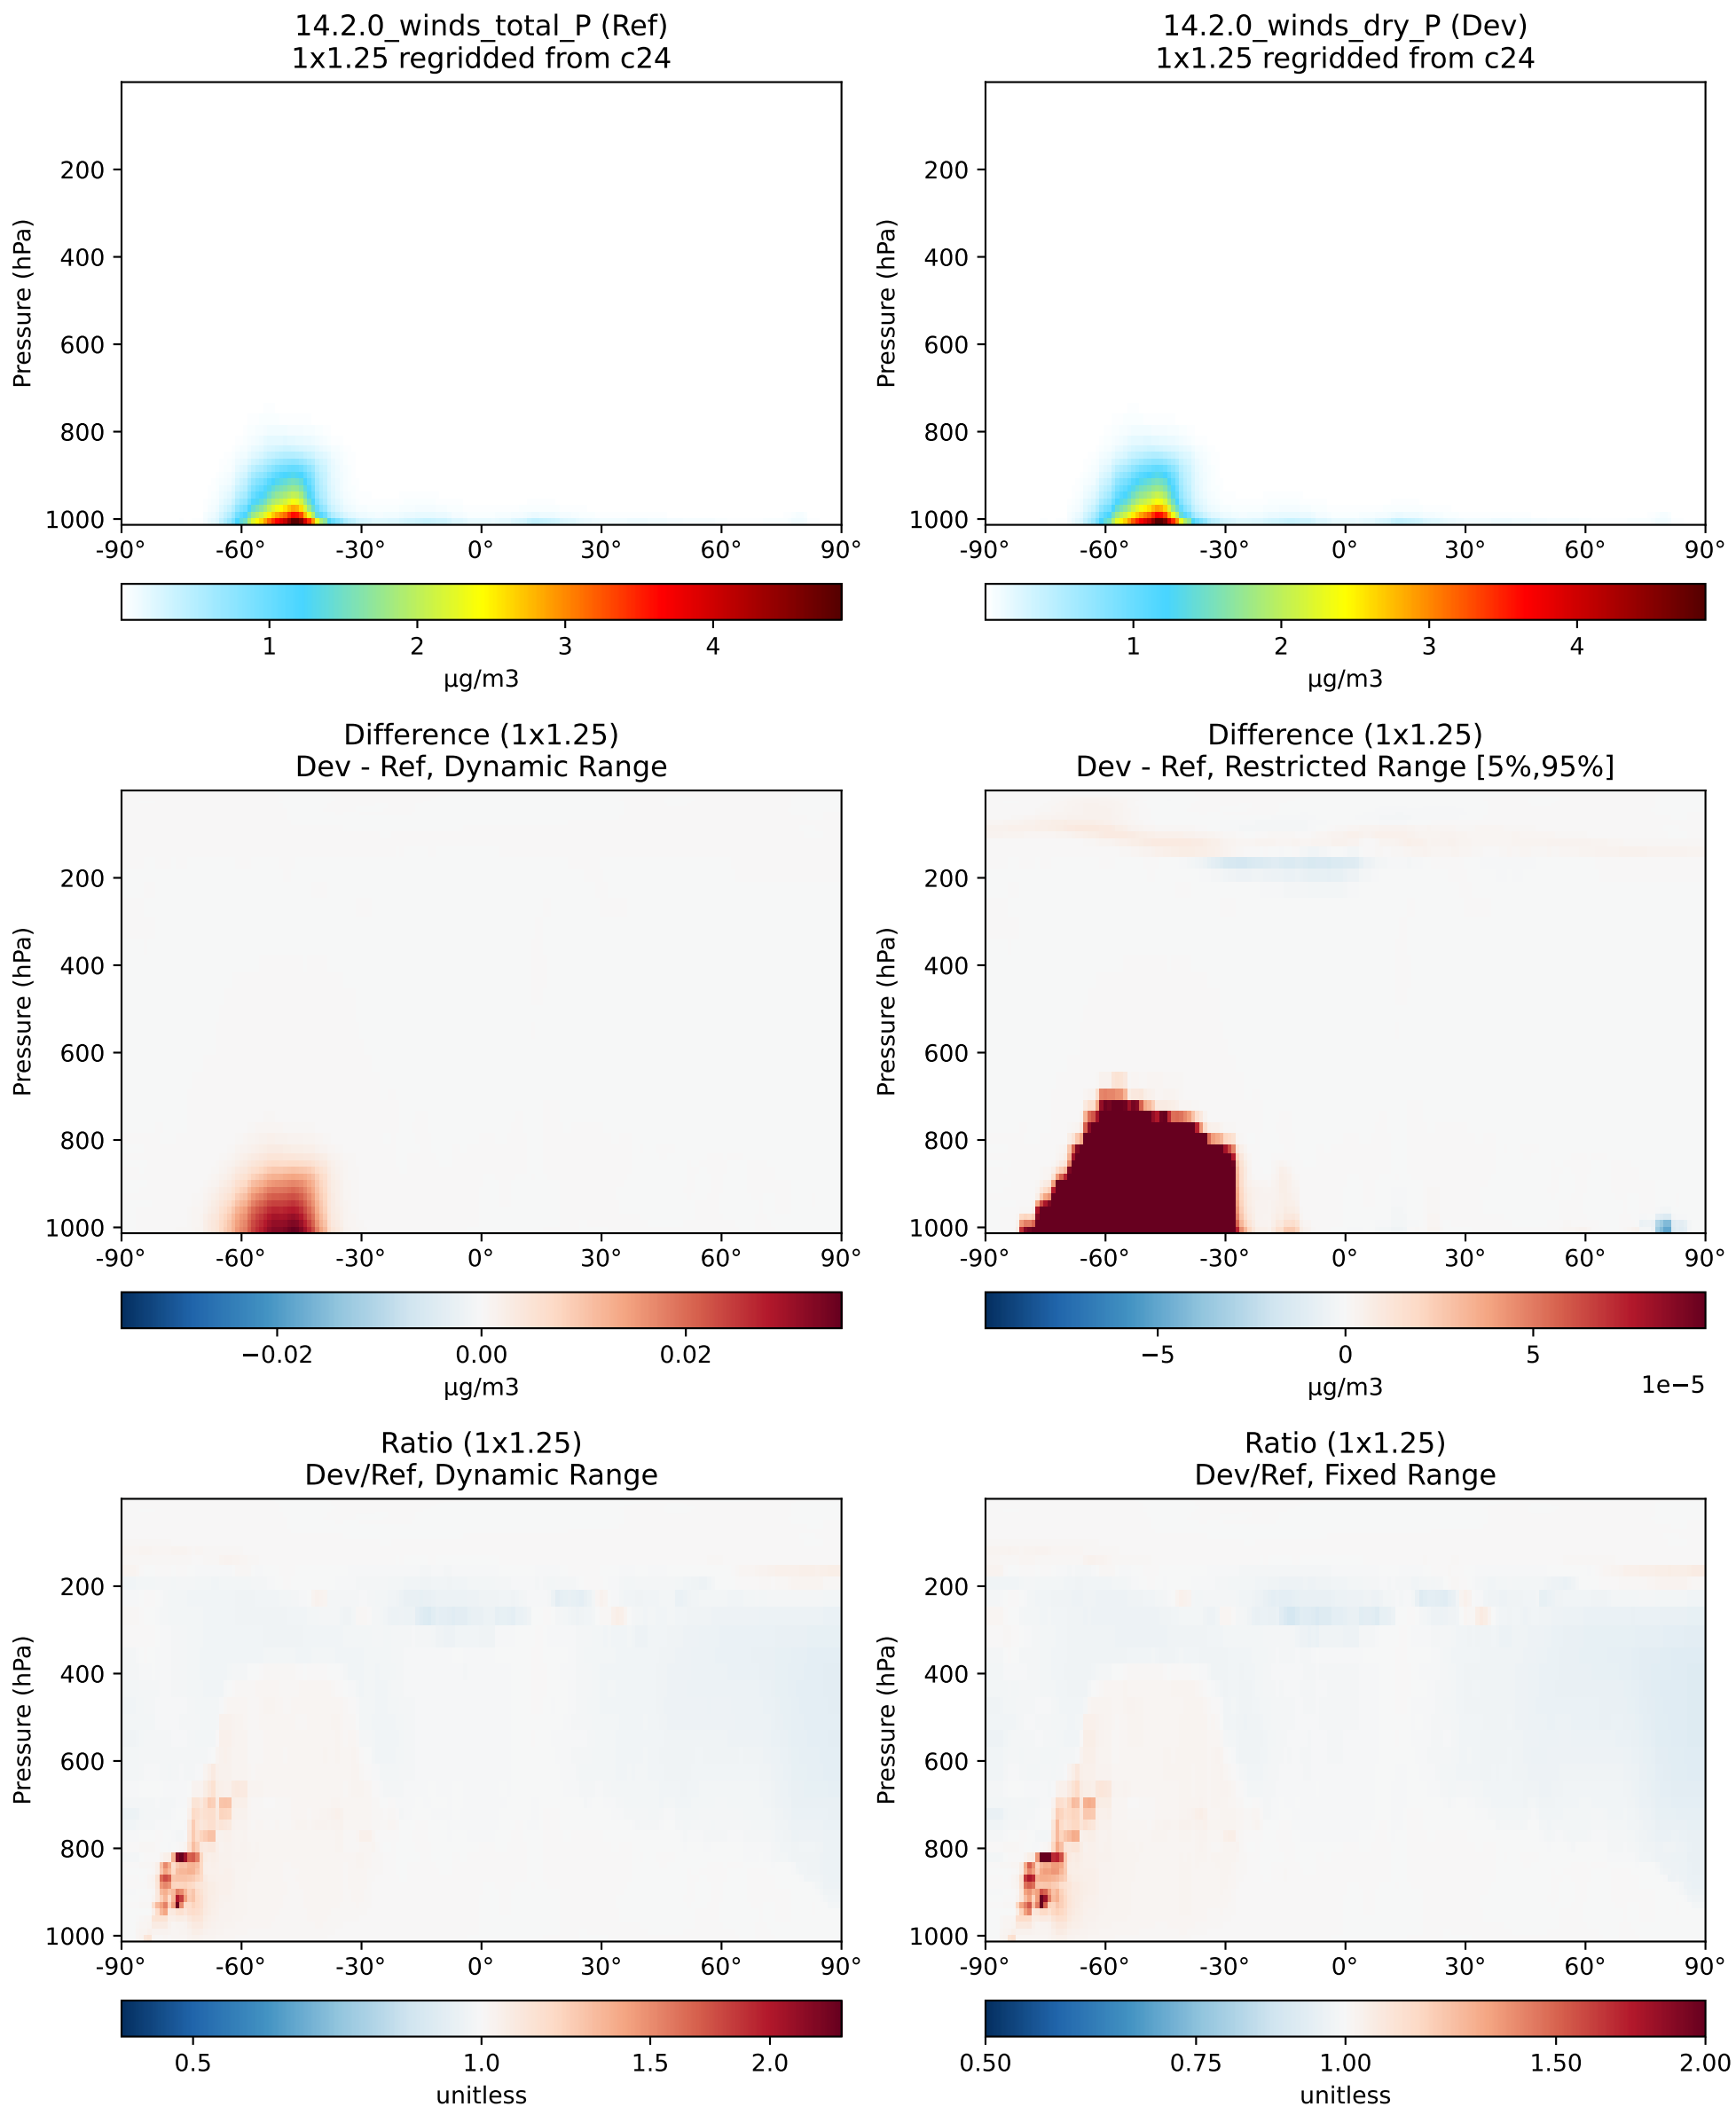 14.2.0_winds_total_P (Ref)
1x1.25 regridded from c24
14.2.0_winds_dry_P (Dev)
1x1.25 regridded from c24
Pressure (hPa)
200
400
600
800
1000
-90° -60° -30° 0° 30° 60° 90°
1 2 3 4
μg/m3
Pressure (hPa)
200
400
600
800
1000
-90° -60° -30° 0° 30° 60° 90°
1 2 3 4
μg/m3
Difference (1x1.25)
Dev - Ref, Dynamic Range
Pressure (hPa)
200
400
600
800
1000
-90° -60° -30° 0° 30° 60° 90°
−0.02 0.00 0.02
μg/m3
Difference (1x1.25)
Dev - Ref, Restricted Range [5%,95%]
Pressure (hPa)
200
400
600
800
1000
-90° -60° -30° 0° 30° 60° 90°
−5 0 5
μg/m3
1e−5
Ratio (1x1.25)
Dev/Ref, Dynamic Range
Pressure (hPa)
200
400
600
800
1000
-90° -60° -30° 0° 30° 60° 90°
0.5 1.0 1.5 2.0
unitless
Ratio (1x1.25)
Dev/Ref, Fixed Range
Pressure (hPa)
200
400
600
800
1000
-90° -60° -30° 0° 30° 60° 90°
0.50 0.75 1.00 1.50 2.00
unitless